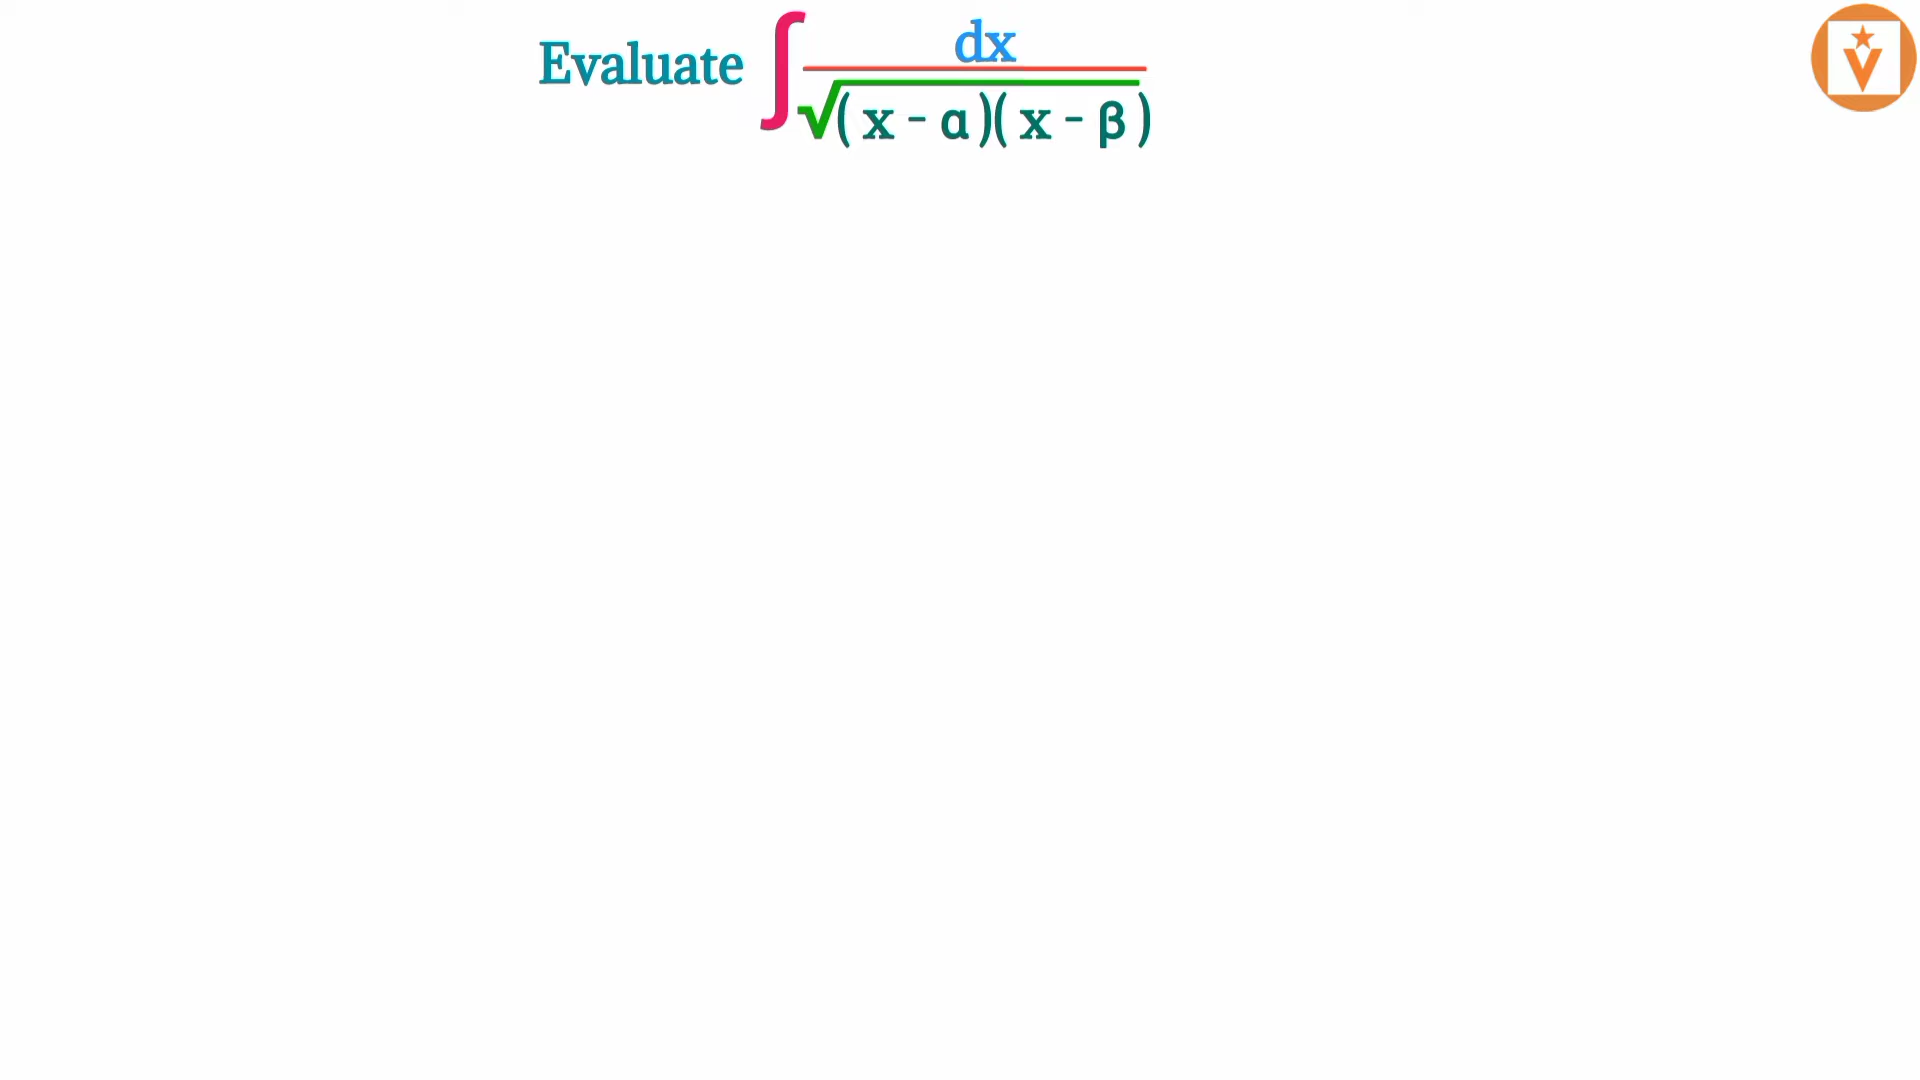 Evaluate ∫ dx / √(x - α)(x - β)